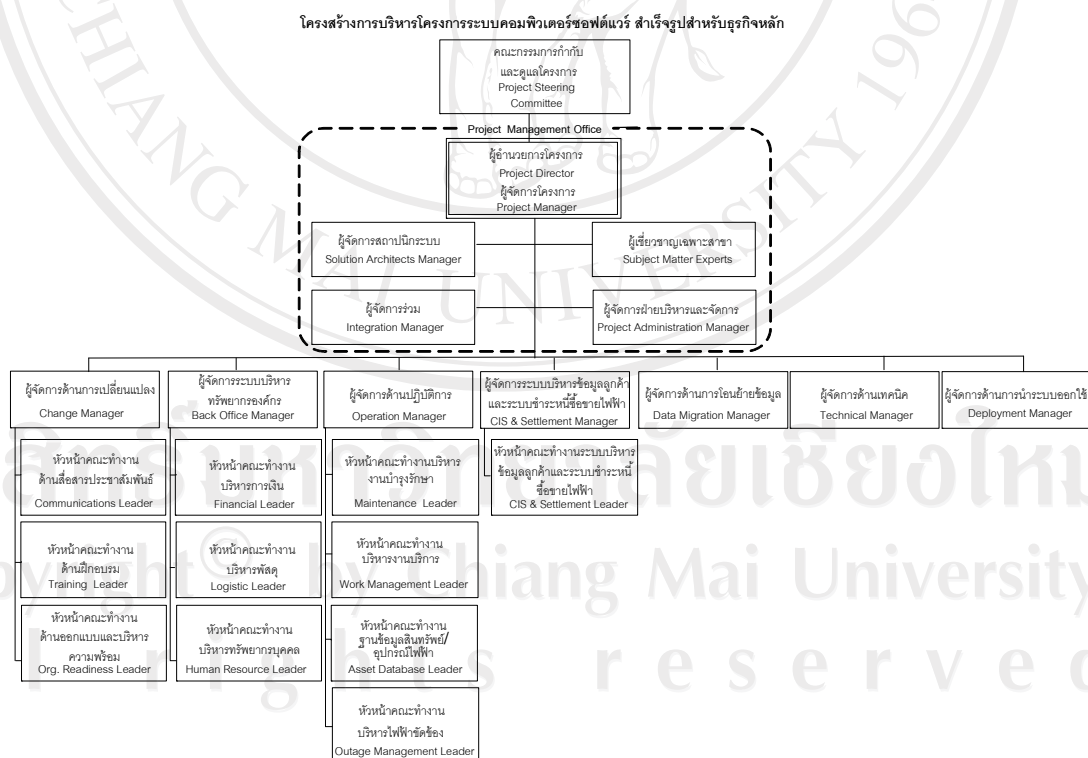 โครงสร้างการบริหารโครงการระบบคอมพิวเตอร์ซอฟต์แวร์ สำเร็จรูปสำหรับธุรกิจหลัก
คณะกรรมการกำกับ
และดูแลโครงการ
Project Steering
Committee
Project Management Office
ผู้อำนวยการโครงการ
Project Director
ผู้จัดการโครงการ
Project Manager
ผู้จัดการสถาปนิกระบบ
Solution Architects Manager
ผู้เชี่ยวชาญเฉพาะสาขา
Subject Matter Experts
ผู้จัดการร่วม
Integration Manager
ผู้จัดการฝ่ายบริหารและจัดการ
Project Administration Manager
ผู้จัดการด้านการเปลี่ยนแปลง
Change Manager
ผู้จัดการระบบบริหาร
ทรัพยากรองค์กร
Back Office Manager
ผู้จัดการด้านปฏิบัติการ
Operation Manager
ผู้จัดการระบบบริหารข้อมูลลูกค้า
และระบบชำระหนี้ซื้อขายไฟฟ้า
CIS & Settlement Manager
ผู้จัดการด้านการโอนย้ายข้อมูล
Data Migration Manager
ผู้จัดการด้านเทคนิค
Technical Manager
ผู้จัดการด้านการนำระบบออกใช้
Deployment Manager
หัวหน้าคณะทำงาน
ด้านสื่อสารประชาสัมพันธ์
Communications Leader
หัวหน้าคณะทำงาน
บริหารการเงิน
Financial Leader
หัวหน้าคณะทำงานบริหาร
งานบำรุงรักษา
Maintenance Leader
หัวหน้าคณะทำงานระบบบริหาร
ข้อมูลลูกค้าและระบบชำระหนี้
ซื้อขายไฟฟ้า
CIS & Settlement Leader
หัวหน้าคณะทำงาน
ด้านฝึกอบรม
Training Leader
หัวหน้าคณะทำงาน
บริหารพัสดุ
Logistic Leader
หัวหน้าคณะทำงาน
บริหารงานบริการ
Work Management Leader
หัวหน้าคณะทำงาน
ด้านออกแบบและบริหาร
ความพร้อม
Org. Readiness Leader
หัวหน้าคณะทำงาน
บริหารทรัพยากรบุคคล
Human Resource Leader
หัวหน้าคณะทำงาน
ฐานข้อมูลสินทรัพย์/
อุปกรณ์ไฟฟ้า
Asset Database Leader
หัวหน้าคณะทำงาน
บริหารไฟฟ้าขัดข้อง
Outage Management Leader
CHIANG MAI UNIVERSITY 196
by Chiang Mai University
rights reserved